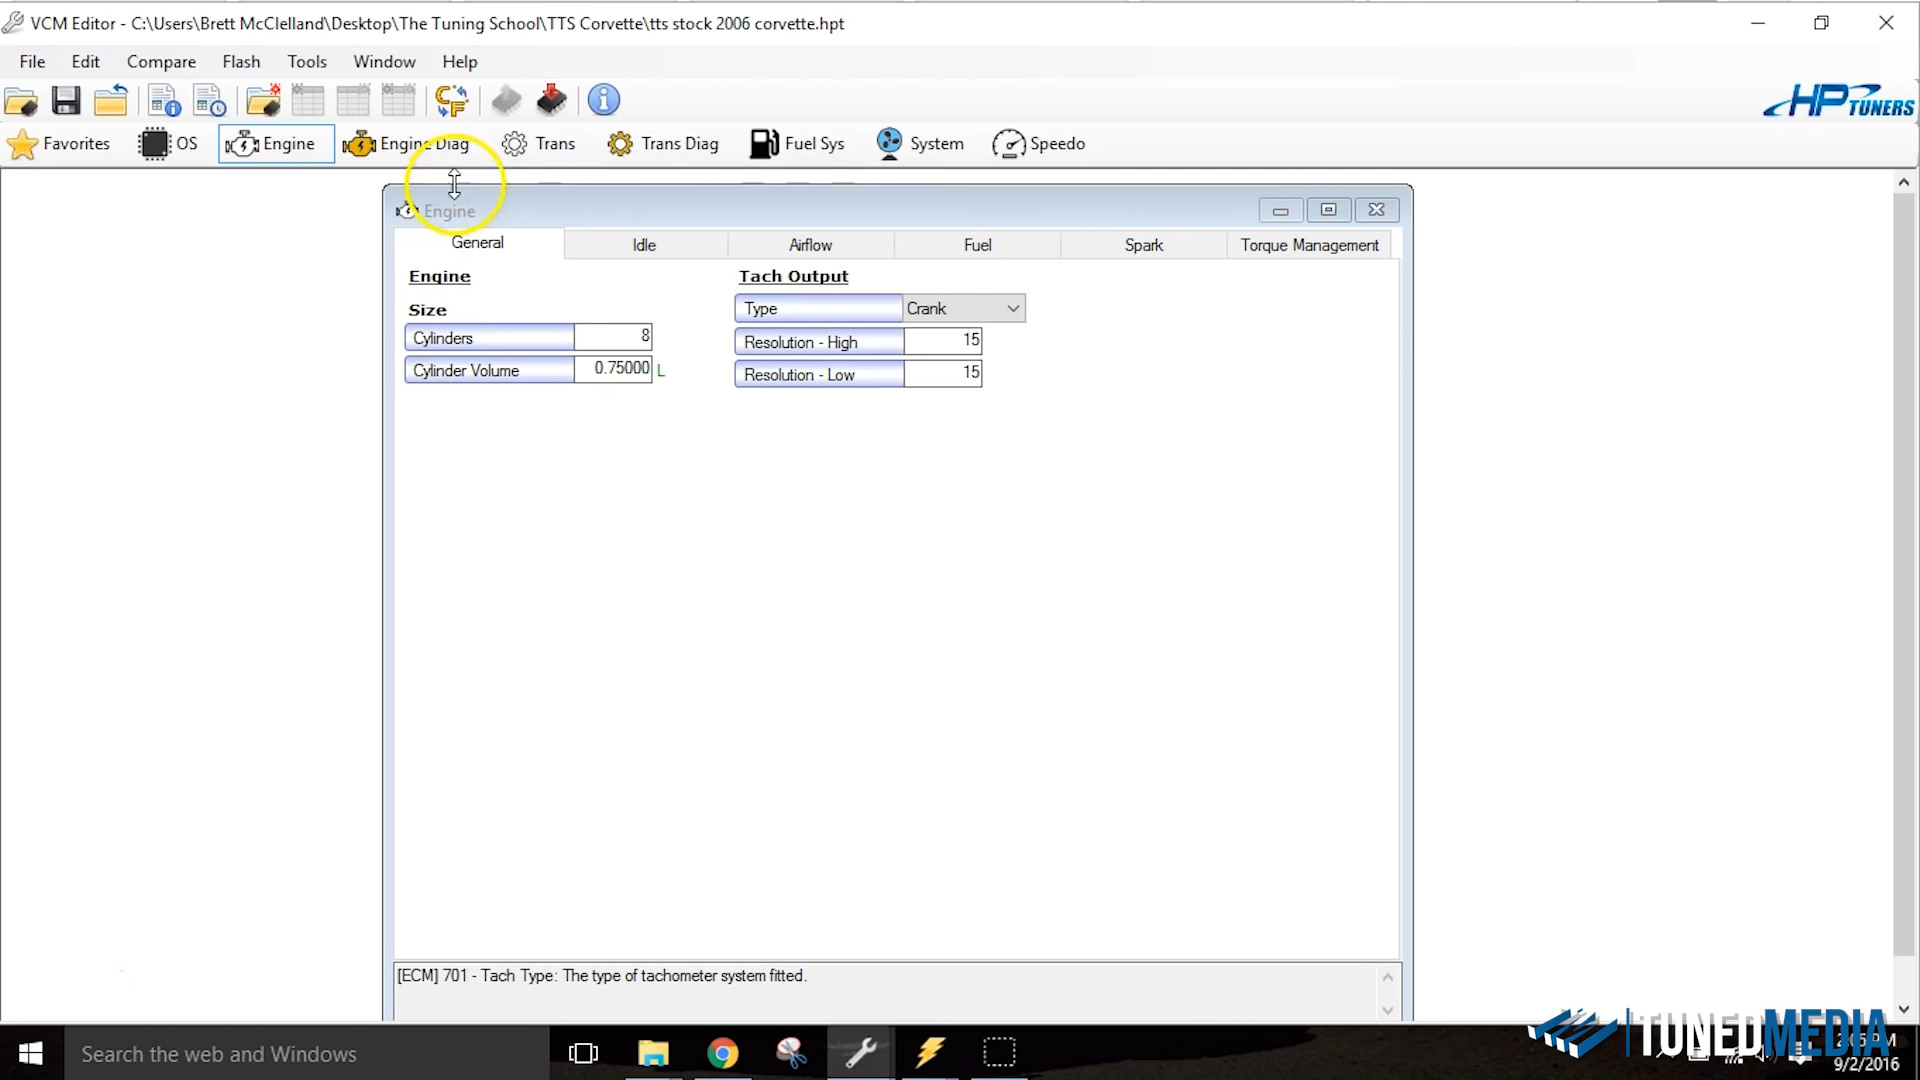 VCM Editor - C:\Users\Brett McClelland\Desktop\The Tuning School\TTS Corvette\tts stock 2006 corvette.hpt
File Edit Compare Flash Tools Window Help
HP TUNERS
Favorites OS Engine Engine Diag Trans Trans Diag Fuel Sys System Speedo
Engine
General Idle Airflow Fuel Spark Torque Management
Engine Tach Output
Size Type Crank
Cylinders 8 Resolution - High 15
Cylinder Volume 0.75000 L Resolution - Low 15
[ECM] 701 - Tach Type: The type of tachometer system fitted.
TUNEDMEDIA
Search the web and Windows
9/2/2016